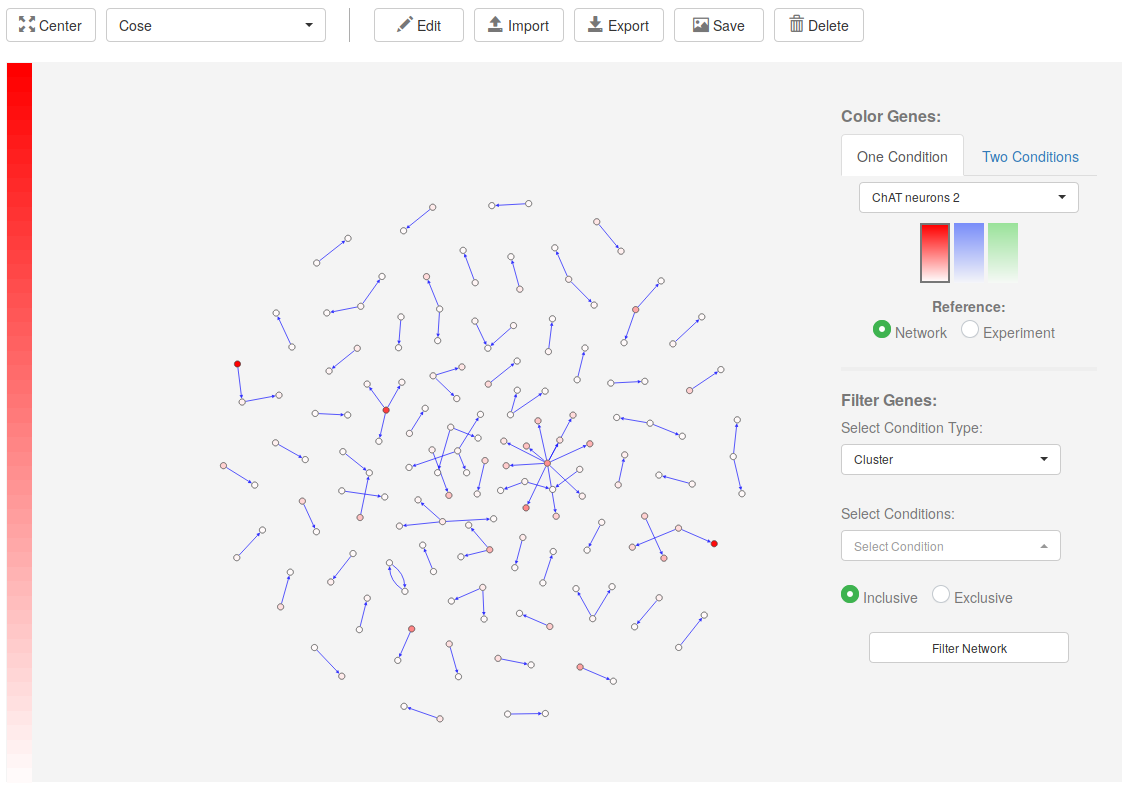 Center
Cose
Edit
Import
Export
Save
Delete
Color Genes:
One Condition
Two Conditions
ChAT neurons 2
Reference:
Network
Experiment
Filter Genes:
Select Condition Type:
Cluster
Select Conditions:
Select Condition
Inclusive
Exclusive
Filter Network